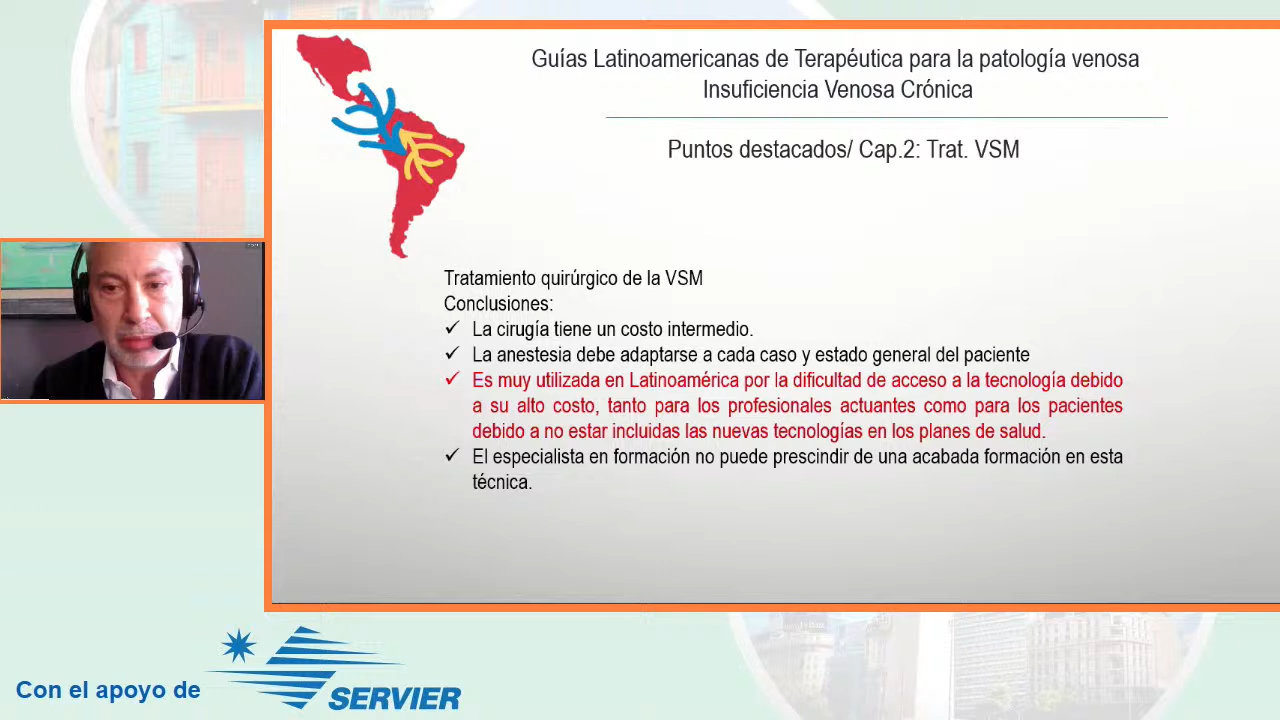 Guías Latinoamericanas de Terapéutica para la patología venosa
Insuficiencia Venosa Crónica
Puntos destacados/ Cap.2: Trat. VSM
Tratamiento quirúrgico de la VSM
Conclusiones:
La cirugía tiene un costo intermedio.
La anestesia debe adaptarse a cada caso y estado general del paciente
Es muy utilizada en Latinoamérica por la dificultad de acceso a la tecnología debido
a su alto costo, tanto para los profesionales actuantes como para los pacientes
debido a no estar incluidas las nuevas tecnologías en los planes de salud.
El especialista en formación no puede prescindir de una acabada formación en esta
técnica.
Con el apoyo de
SERVIER